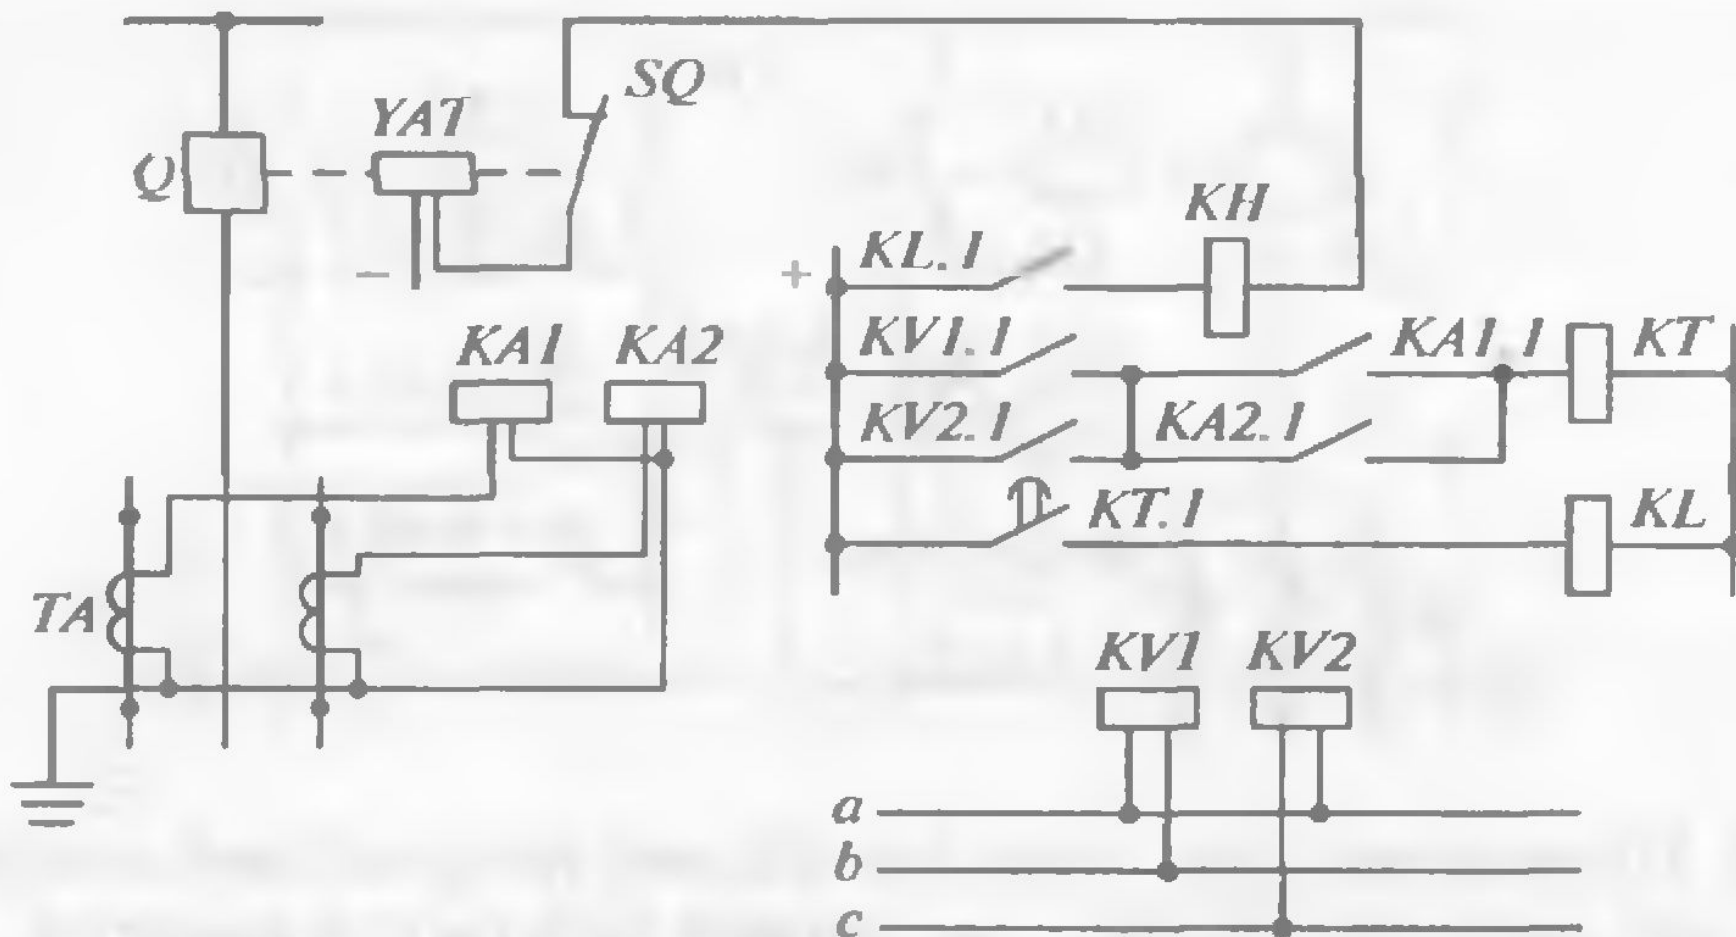 SQ
YAT
Q
KH
KL.1
−
+
KA1 KA2
KV1.1 KA1.1 KT
KV2.1 KA2.1
KT.1 KL
TA
KV1 KV2
a
b
c